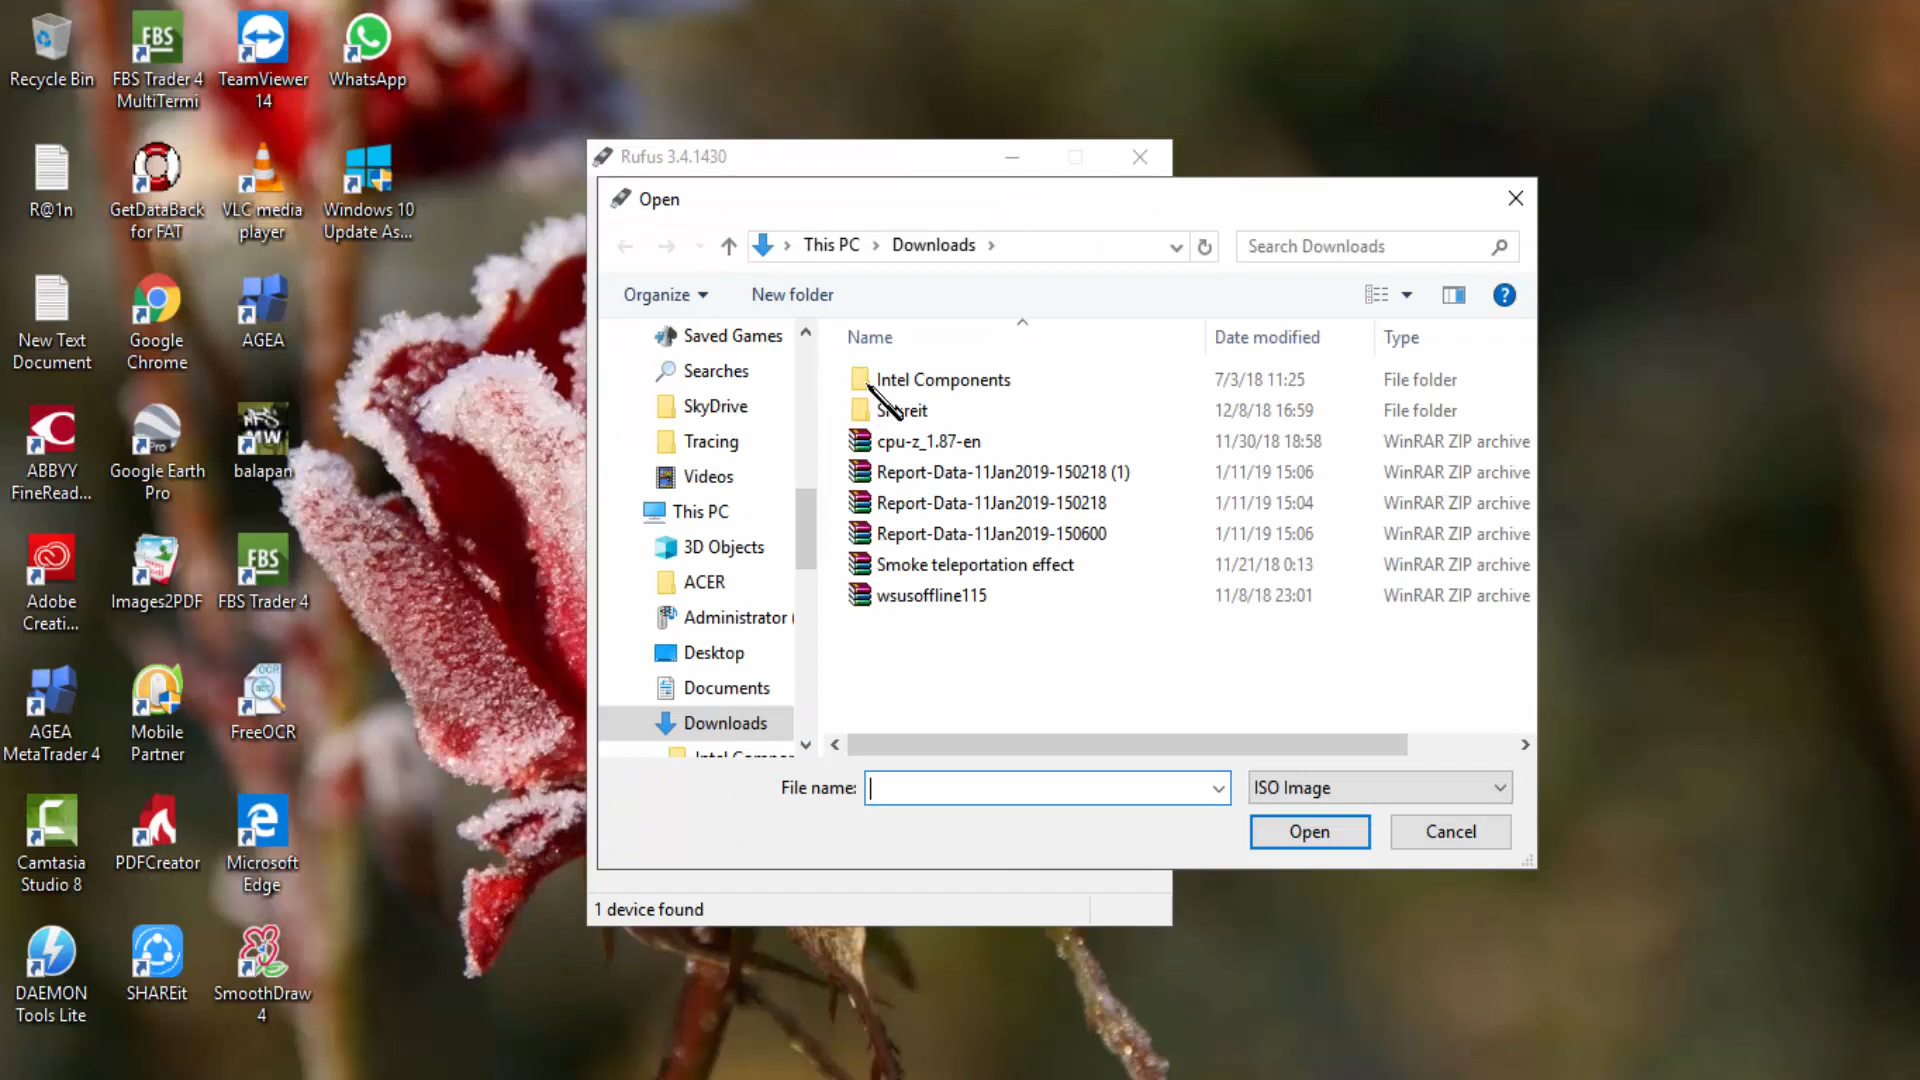 Recycle Bin
FBS Trader 4
MultiTermi
TeamViewer
14
WhatsApp
R@1n
GetDataBack
for FAT
VLC media
player
Windows 10
Update As...
New Text
Document
Google
Chrome
AGEA
ABBYY
FineRead...
Google Earth
Pro
balapan
Adobe
Creati...
Images2PDF
FBS Trader 4
AGEA
MetaTrader 4
Mobile
Partner
FreeOCR
Camtasia
Studio 8
PDFCreator
Microsoft
Edge
DAEMON
Tools Lite
SHAREit
SmoothDraw
4
Rufus 3.4.1430
Open
This PC > Downloads >
Search Downloads
Organize
New folder
Saved Games
Searches
SkyDrive
Tracing
Videos
This PC
3D Objects
ACER
Administrator (
Desktop
Documents
Downloads
Name Date modified Type
Intel Components 7/3/18 11:25 File folder
12/8/18 16:59 File folder
cpu-z_1.87-en 11/30/18 18:58 WinRAR ZIP archive
Report-Data-11Jan2019-150218 (1) 1/11/19 15:06 WinRAR ZIP archive
Report-Data-11Jan2019-150218 1/11/19 15:04 WinRAR ZIP archive
Report-Data-11Jan2019-150600 1/11/19 15:06 WinRAR ZIP archive
Smoke teleportation effect 11/21/18 0:13 WinRAR ZIP archive
wsusoffline115 11/8/18 23:01 WinRAR ZIP archive
File name:
ISO Image
Open
Cancel
1 device found